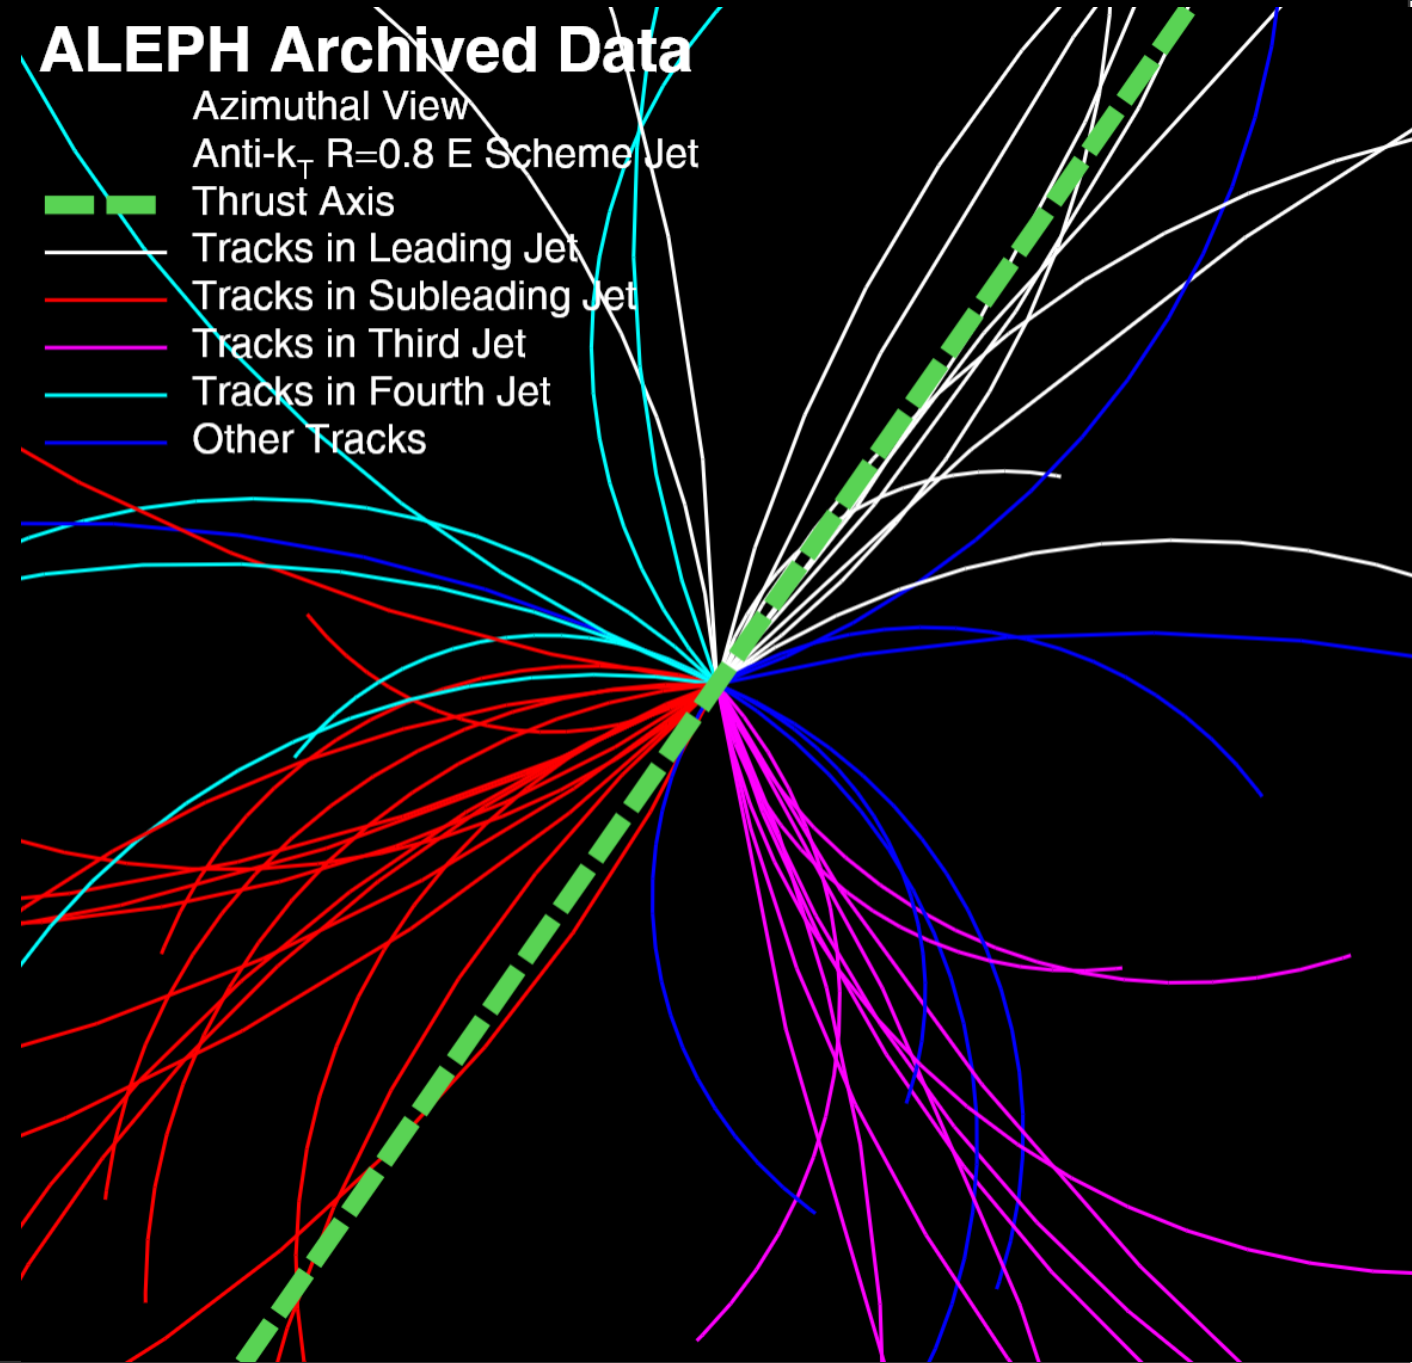 ALEPH Archived Data
Azimuthal View
Anti-kT R=0.8 E Scheme Jet
Thrust Axis
Tracks in Leading Jet
Tracks in Subleading Jet
Tracks in Third Jet
Tracks in Fourth Jet
Other Tracks